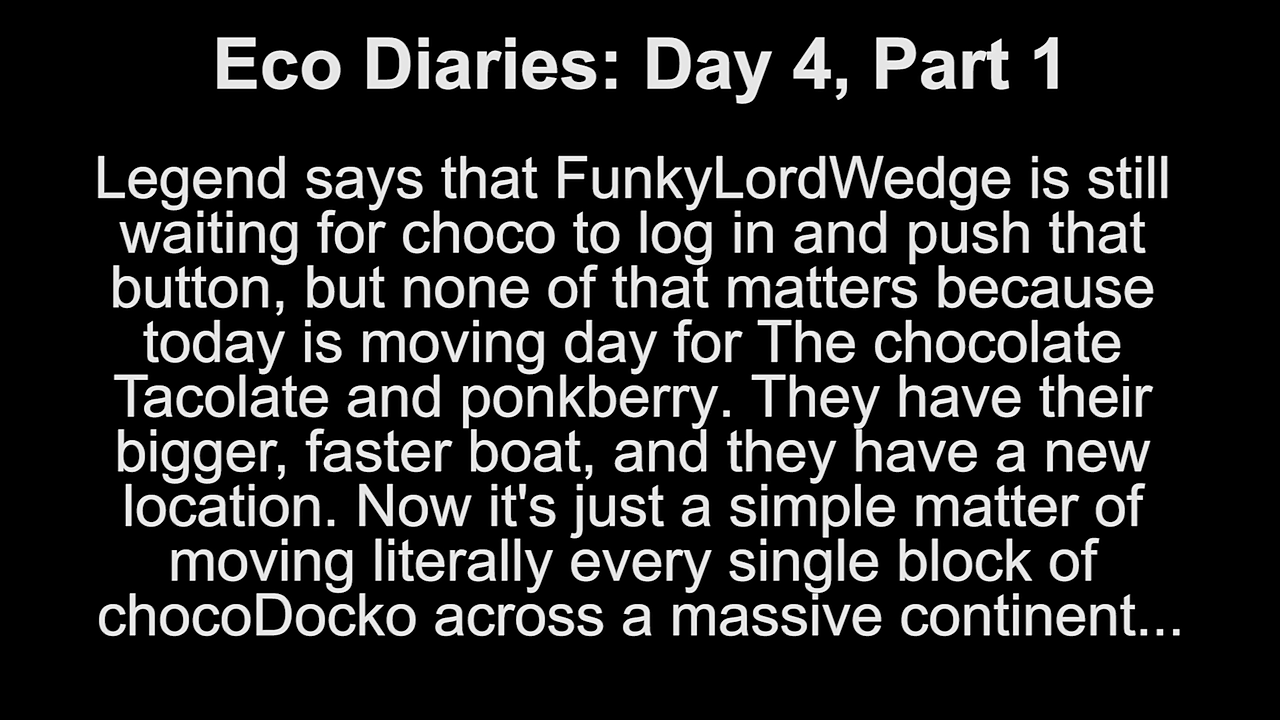 Eco Diaries: Day 4, Part 1
Legend says that FunkyLordWedge is still
waiting for choco to log in and push that
button, but none of that matters because
today is moving day for The chocolate
Tacolate and ponkberry. They have their
bigger, faster boat, and they have a new
location. Now it's just a simple matter of
moving literally every single block of
chocoDocko across a massive continent...